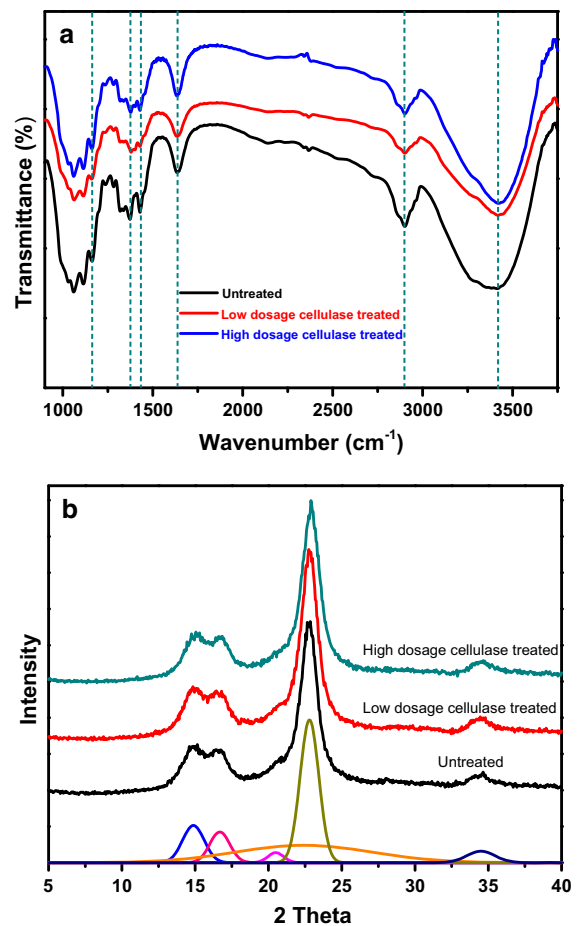 a
Transmittance (%)
Untreated
Low dosage cellulase treated
High dosage cellulase treated
1000 1500 2000 2500 3000 3500
Wavenumber (cm⁻¹)
b
Intensity
High dosage cellulase treated
Low dosage cellulase treated
Untreated
5 10 15 20 25 30 35 40
2 Theta